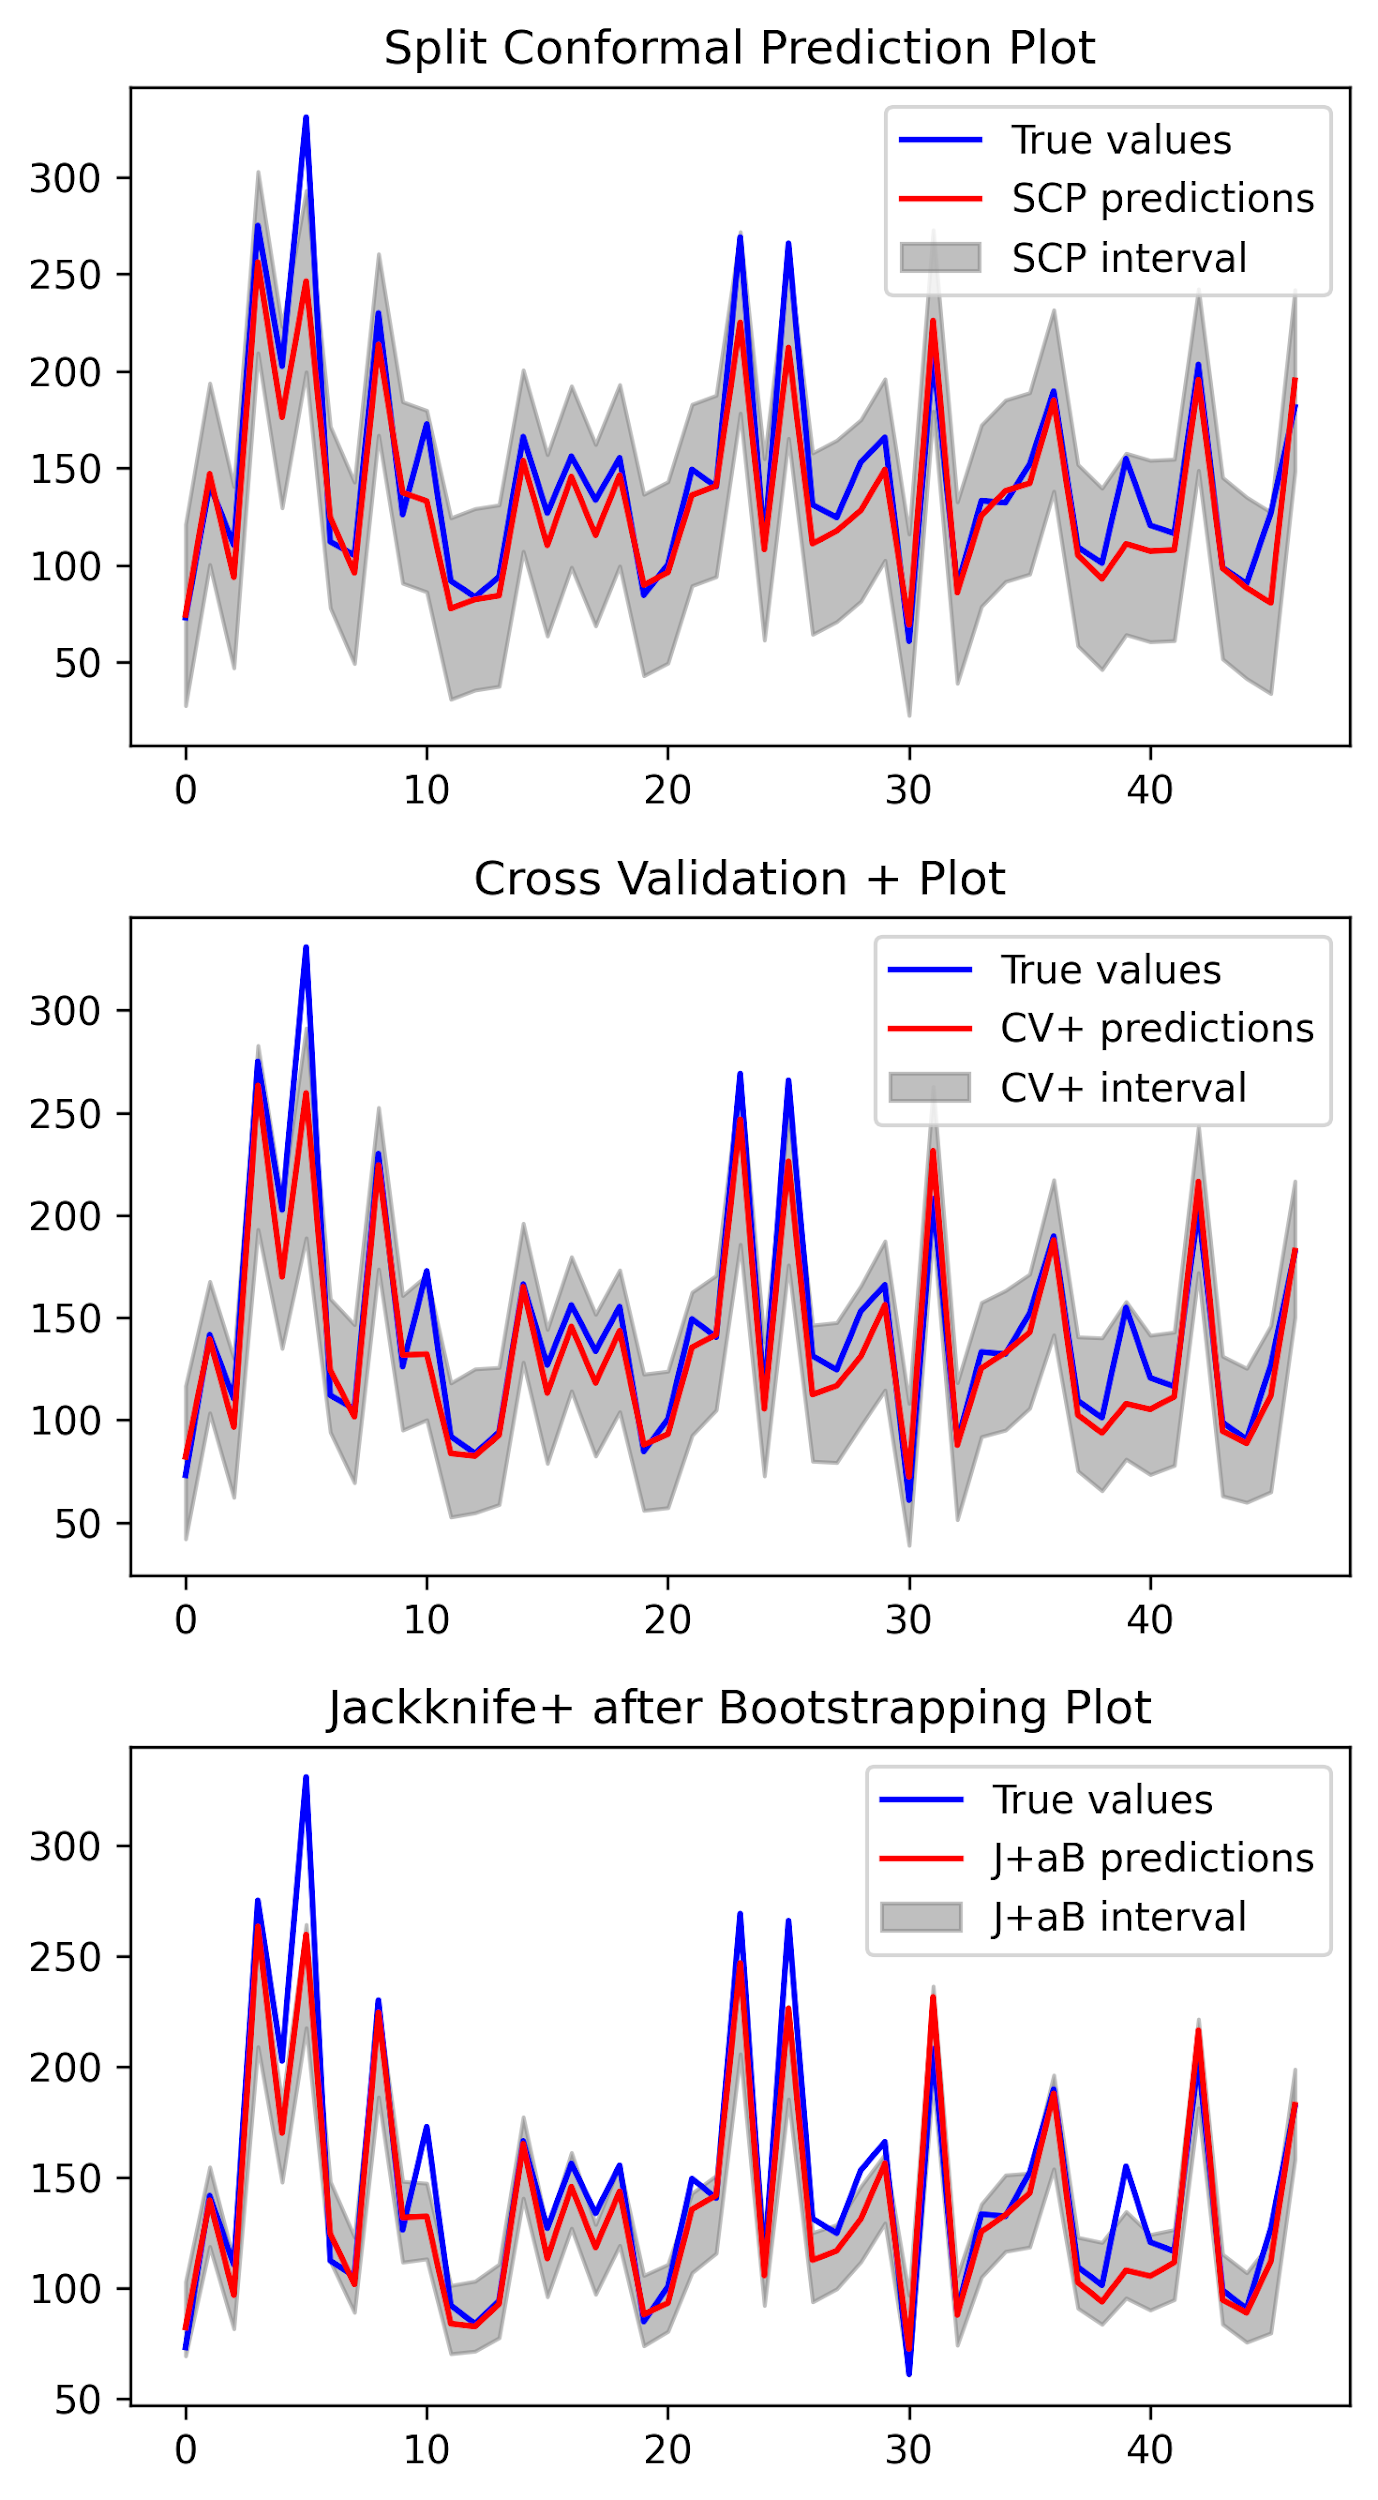 Split Conformal Prediction Plot
True values
SCP predictions
SCP interval
300
250
200
150
100
50
0 10 20 30 40
Cross Validation + Plot
True values
CV+ predictions
CV+ interval
300
250
200
150
100
50
0 10 20 30 40
Jackknife+ after Bootstrapping Plot
True values
J+aB predictions
J+aB interval
300
250
200
150
100
50
0 10 20 30 40